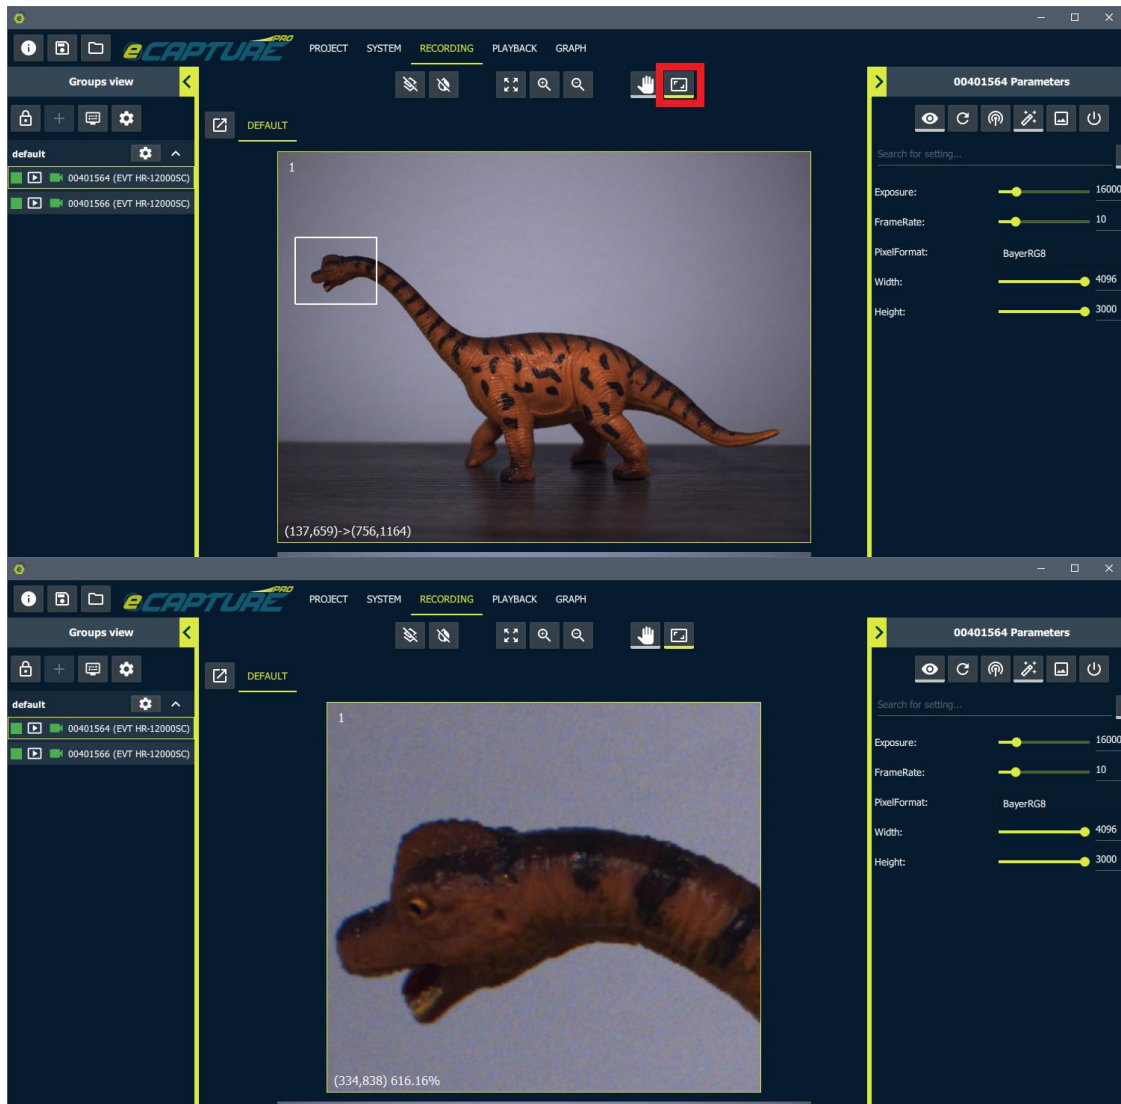 eCAPTURE PRO PROJECT SYSTEM RECORDING PLAYBACK GRAPH
Groups view
00401564 Parameters
DEFAULT
default
Search for setting...
00401564 (EVT HR-12000SC)
00401566 (EVT HR-12000SC)
1
Exposure: 16000
FrameRate: 10
PixelFormat: BayerRG8
Width: 4096
Height: 3000
(137,659)->(756,1164)
eCAPTURE PRO PROJECT SYSTEM RECORDING PLAYBACK GRAPH
Groups view
00401564 Parameters
DEFAULT
default
Search for setting...
00401564 (EVT HR-12000SC)
00401566 (EVT HR-12000SC)
1
Exposure: 16000
FrameRate: 10
PixelFormat: BayerRG8
Width: 4096
Height: 3000
(334,838) 616.16%